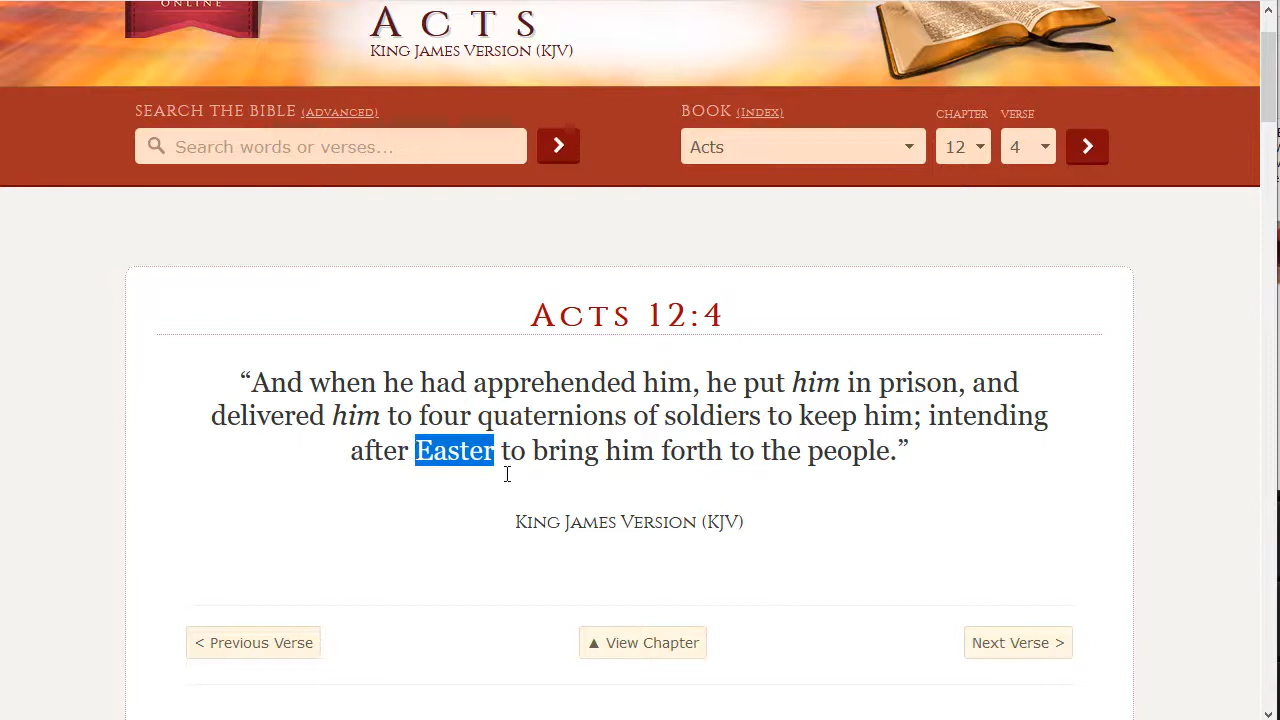 ONLINE
ACTS
KING JAMES VERSION (KJV)
SEARCH THE BIBLE (ADVANCED)
Search words or verses...
BOOK (INDEX)
CHAPTER
VERSE
Acts
12
4
ACTS 12:4
“And when he had apprehended him, he put him in prison, and
delivered him to four quaternions of soldiers to keep him; intending
after Easter to bring him forth to the people.”
KING JAMES VERSION (KJV)
< Previous Verse
▲ View Chapter
Next Verse >